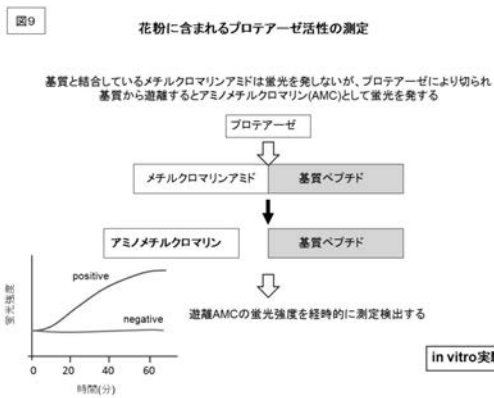 図9
花粉に含まれるプロテアーゼ活性の測定
基質と結合しているメチルクロマリンアミドは蛍光を発しないが、プロテアーゼにより切られ
基質から遊離するとアミノメチルクロマリン(AMC)として蛍光を発する
プロテアーゼ
メチルクロマリンアミド 基質ペプチド
アミノメチルクロマリン 基質ペプチド
遊離AMCの蛍光強度を経時的に測定検出する
蛍光強度
positive
negative
0 20 40 60
時間(分)
in vitro実